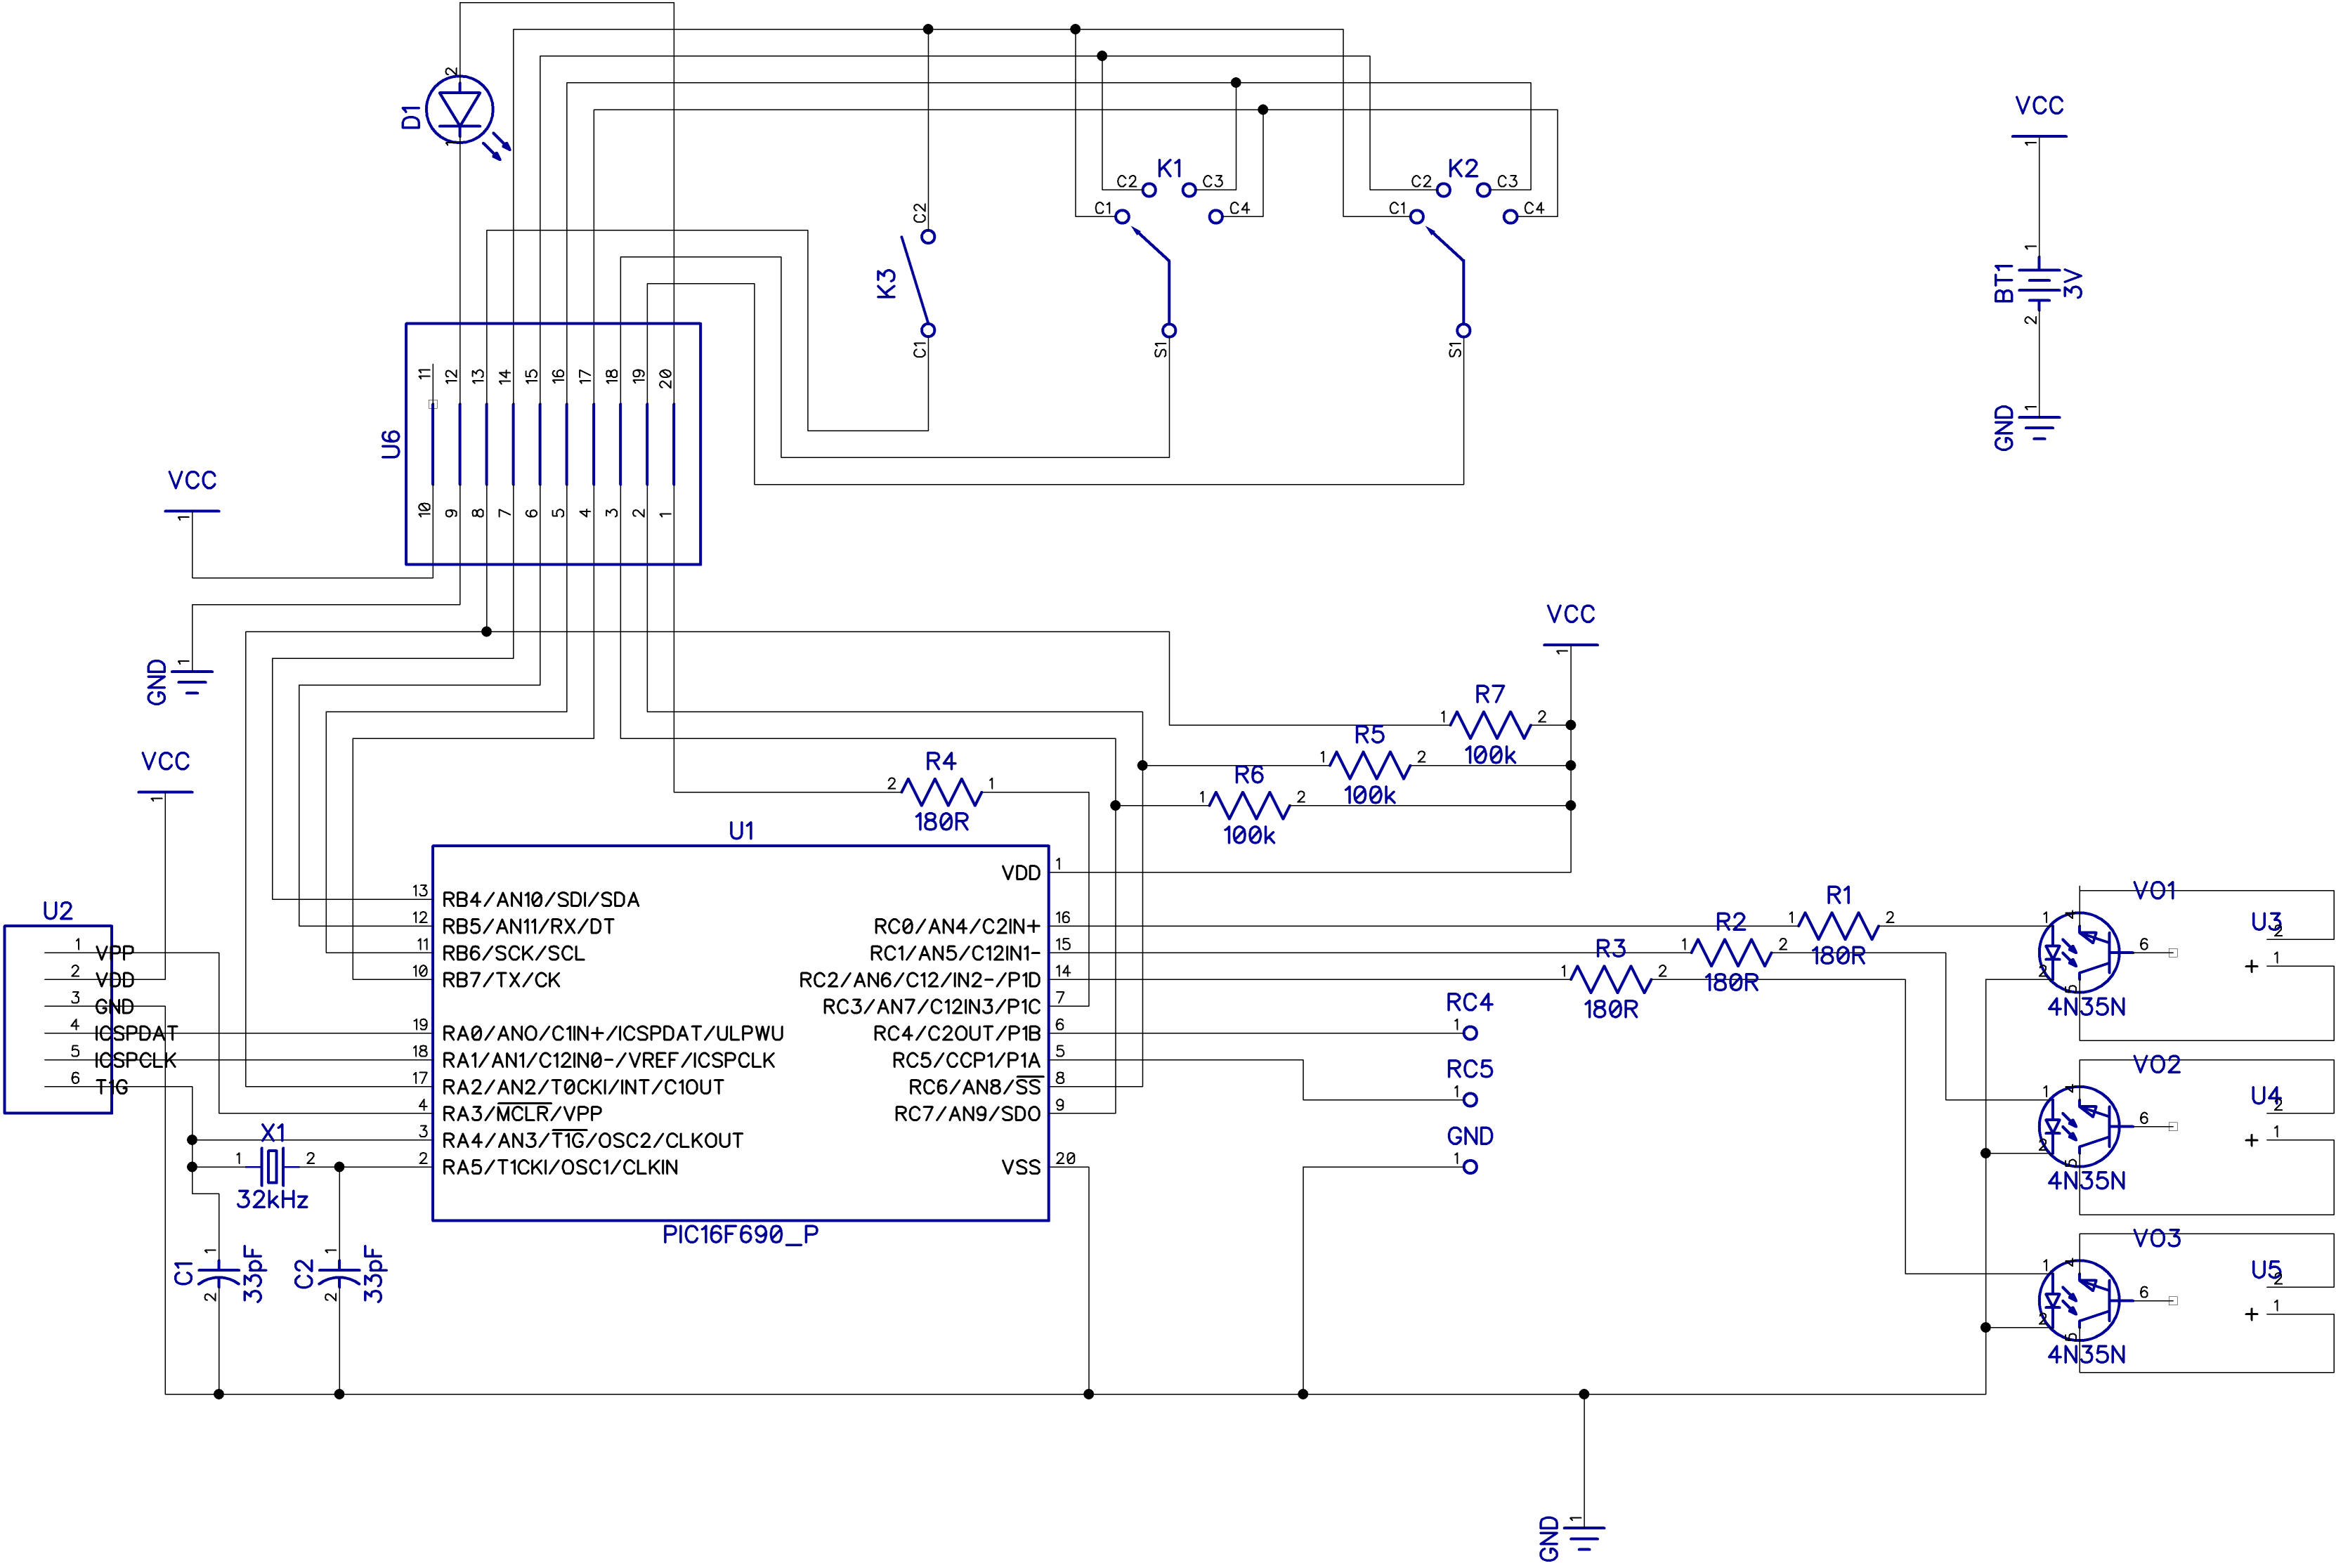 D1
2
1
K1
C2
C3
C1
C4
K2
C2
C3
C1
C4
K3
C2
C1
S1
S1
VCC
1
1
BT1
3V
2
1
GND
U6
11 12 13 14 15 16 17 18 19 20
10 9 8 7 6 5 4 3 2 1
VCC
1
GND
1
VCC
1
VCC
1
R7
1 2
100k
R5
1 2
100k
R6
1 2
100k
R4
2 1
180R
U1
VDD 1
13 RB4/AN10/SDI/SDA
12 RB5/AN11/RX/DT
11 RB6/SCK/SCL
10 RB7/TX/CK
19 RA0/AN0/C1IN+/ICSPDAT/ULPWU
18 RA1/AN1/C12IN0-/VREF/ICSPCLK
17 RA2/AN2/T0CKI/INT/C1OUT
4 RA3/MCLR/VPP
3 RA4/AN3/T1G/OSC2/CLKOUT
2 RA5/T1CKI/OSC1/CLKIN
RC0/AN4/C2IN+ 16
RC1/AN5/C12IN1- 15
RC2/AN6/C12/IN2-/P1D 14
RC3/AN7/C12IN3/P1C 7
RC4/C2OUT/P1B 6
RC5/CCP1/P1A 5
RC6/AN8/SS 8
RC7/AN9/SDO 9
VSS 20
PIC16F690_P
U2
1 VPP
2 VDD
3 GND
4 ICSPDAT
5 ICSPCLK
6 T1G
X1
1 2
32kHz
C1
1
2
33pF
C2
1
2
33pF
R1
1 2
180R
R2
1 2
180R
R3
1 2
180R
RC4
1
RC5
1
GND
1
VO1
1
4
6
2
5
4N35N
U3
2
+ 1
VO2
1
4
6
2
5
4N35N
U4
2
+ 1
VO3
1
4
6
2
5
4N35N
U5
2
+ 1
GND
1